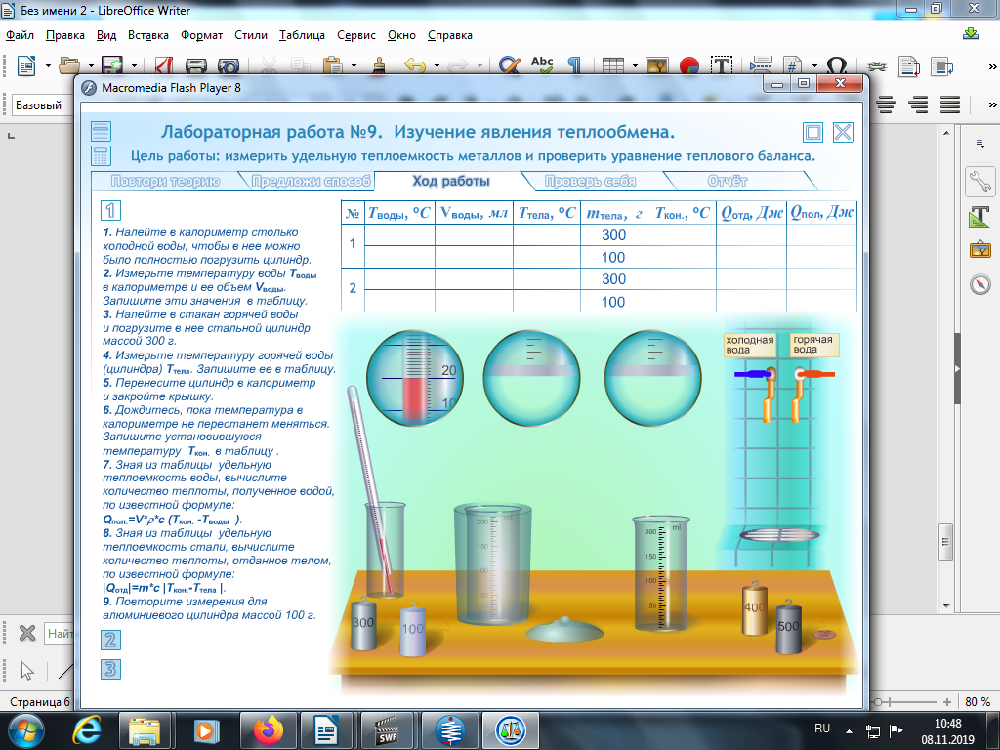 Без имени 2 - LibreOffice Writer
Файл Правка Вид Вставка Формат Стили Таблица Сервис Окно Справка
Abc
Базовый
Macromedia Flash Player 8
Лабораторная работа №9. Изучение явления теплообмена.
Цель работы: измерить удельную теплоемкость металлов и проверить уравнение теплового баланса.
Повтори теорию Предложи способ Ход работы Проверь себя Отчёт
1
1. Налейте в калориметр столько
холодной воды, чтобы в нее можно
было полностью погрузить цилиндр.
2. Измерьте температуру воды Tводы
в калориметре и ее объем Vводы.
Запишите эти значения в таблицу.
3. Налейте в стакан горячей воды
и погрузите в нее стальной цилиндр
массой 300 г.
4. Измерьте температуру горячей воды
(цилиндра) Tтела. Запишите ее в таблицу.
5. Перенесите цилиндр в калориметр
и закройте крышку.
6. Дождитесь, пока температура в
калориметре не перестанет меняться.
Запишите установившуюся
температуру Tкон. в таблицу .
7. Зная из таблицы удельную
теплоемкость воды, вычислите
количество теплоты, полученное водой,
по известной формуле:
Qпол.=V*ρ*c (Tкон. -Tводы ).
8. Зная из таблицы удельную
теплоемкость стали, вычислите
количество теплоты, отданное телом,
по известной формуле:
|Qотд|=m*c |Tкон.-Tтела |.
9. Повторите измерения для
алюминиевого цилиндра массой 100 г.
2
3
№ Tводы, °C Vводы, мл Tтела, °C mтела, г Tкон., °C Qотд, Дж Qпол, Дж
1 300
100
2 300
100
20
10
холодная
вода
горячая
вода
ml
200
150
100
50
ml
200
150
100
50
300
100
400
500
Найт
Страница 6
80 %
SWF
RU
10:48
08.11.2019